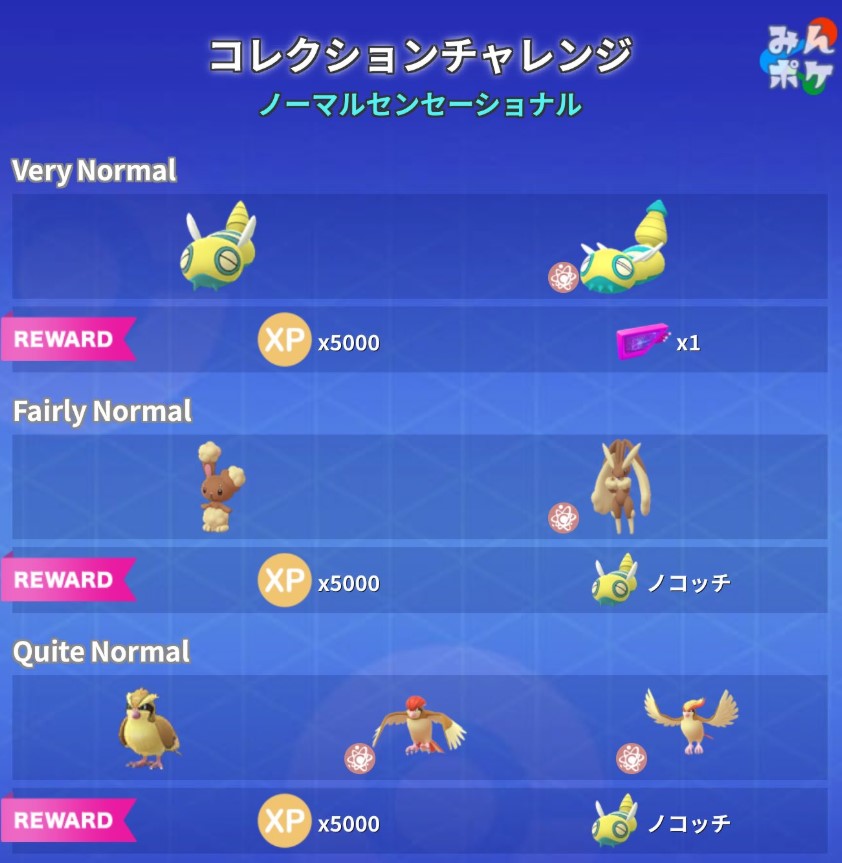 みん
ポケ
コレクションチャレンジ
ノーマルセンセーショナル
Very Normal
REWARD XP x5000 x1
Fairly Normal
REWARD XP x5000 ノコッチ
Quite Normal
REWARD XP x5000 ノコッチ